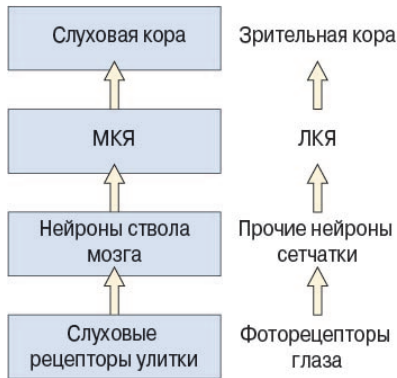 Слуховая кора
Зрительная кора
МКЯ
ЛКЯ
Нейроны ствола
мозга
Прочие нейроны
сетчатки
Слуховые
рецепторы улитки
Фоторецепторы
глаза